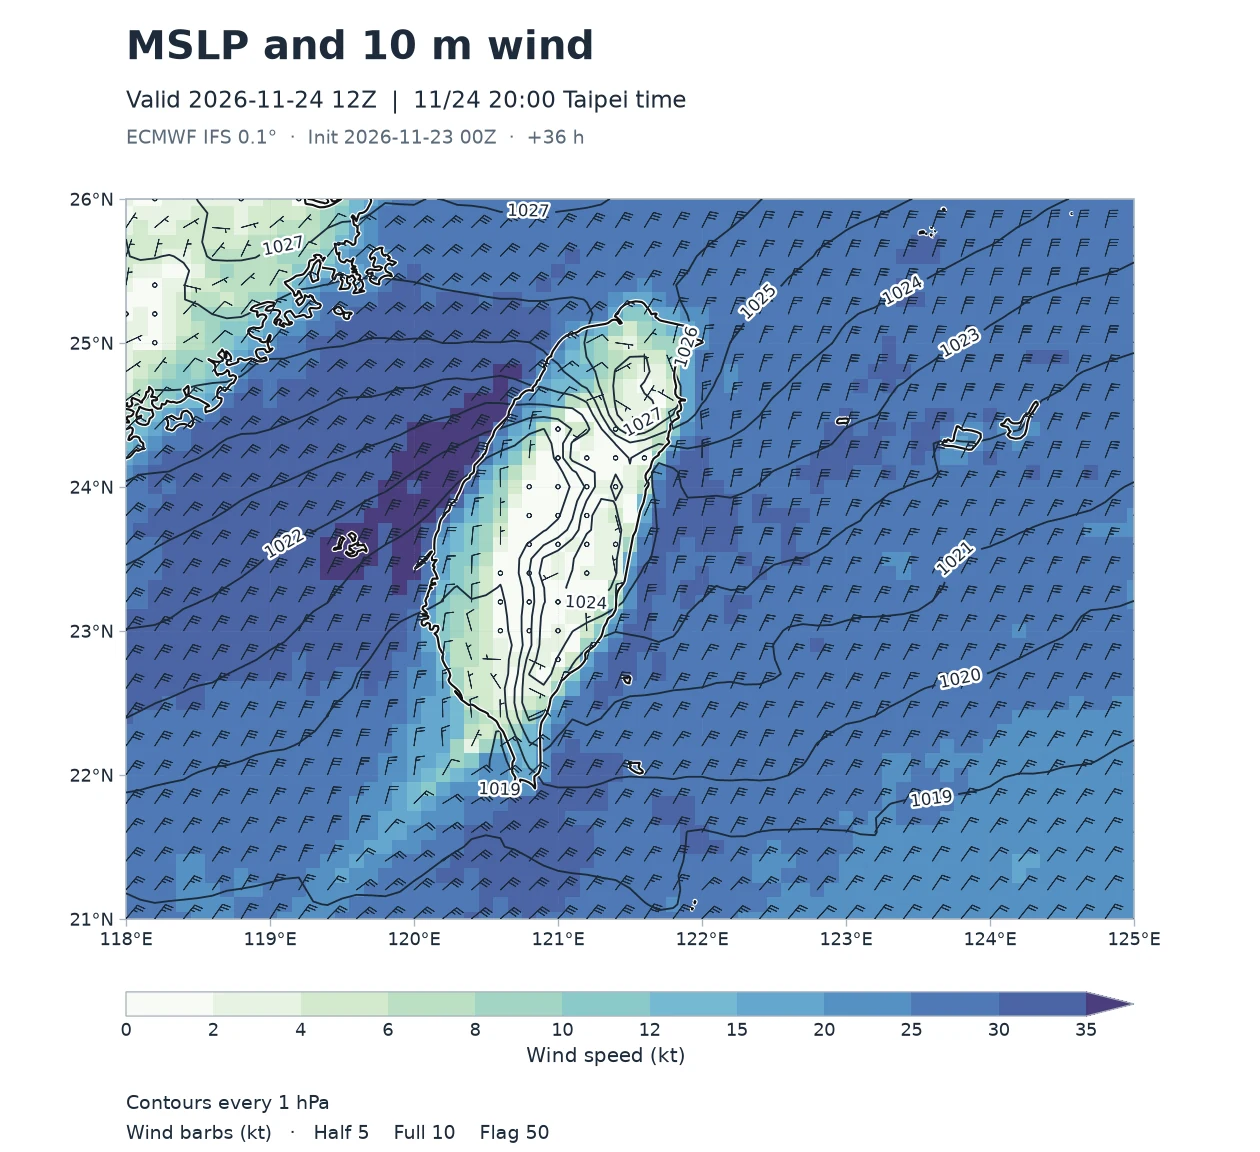 MSLP and 10 m wind
Valid 2026-11-24 12Z | 11/24 20:00 Taipei time
ECMWF IFS 0.1° · Init 2026-11-23 00Z · +36 h
26°N
25°N
24°N
23°N
22°N
21°N
1027
1027
1025
1024
1026
1023
1027
1022
1021
1024
1020
1019
1019
118°E 119°E 120°E 121°E 122°E 123°E 124°E 125°E
0 2 4 6 8 10 12 15 20 25 30 35
Wind speed (kt)
Contours every 1 hPa
Wind barbs (kt) · Half 5 Full 10 Flag 50